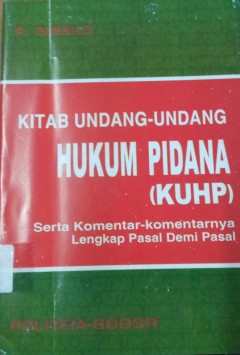 R. SOESILO
KITAB UNDANG-UNDANG
HUKUM PIDANA
(KUHP)
Serta Komentar-komentarnya
Lengkap Pasal Demi Pasal
POLITEIA-BOGOR